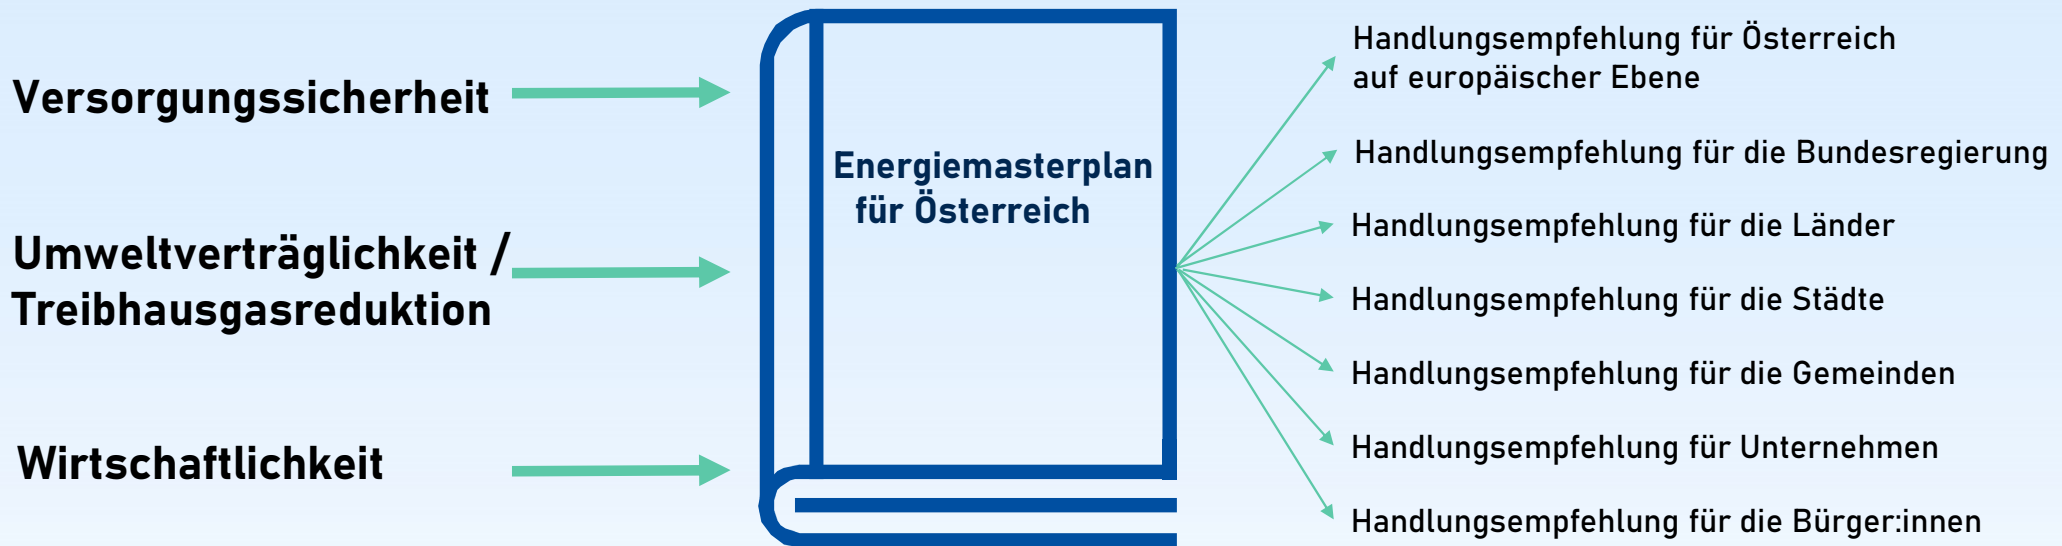 Versorgungssicherheit
Umweltverträglichkeit /
Treibhausgasreduktion
Wirtschaftlichkeit
Energiemasterplan
für Österreich
Handlungsempfehlung für Österreich
auf europäischer Ebene
Handlungsempfehlung für die Bundesregierung
Handlungsempfehlung für die Länder
Handlungsempfehlung für die Städte
Handlungsempfehlung für die Gemeinden
Handlungsempfehlung für Unternehmen
Handlungsempfehlung für die Bürger:innen